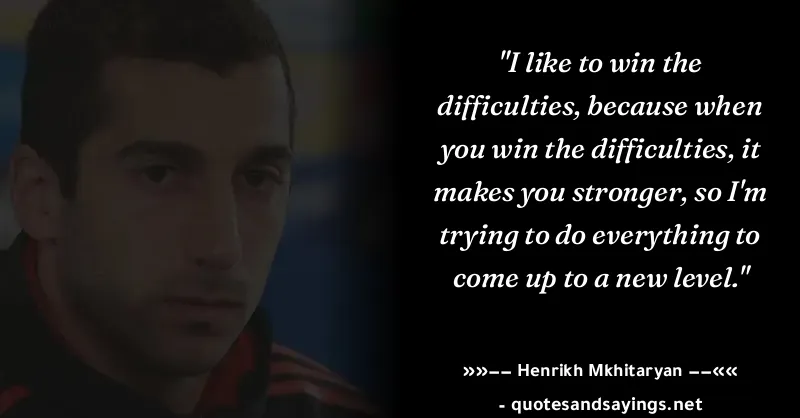 "I like to win the
difficulties, because when
you win the difficulties, it
makes you stronger, so I'm
trying to do everything to
come up to a new level."
»»−− Henrikh Mkhitaryan −−««
- quotesandsayings.net